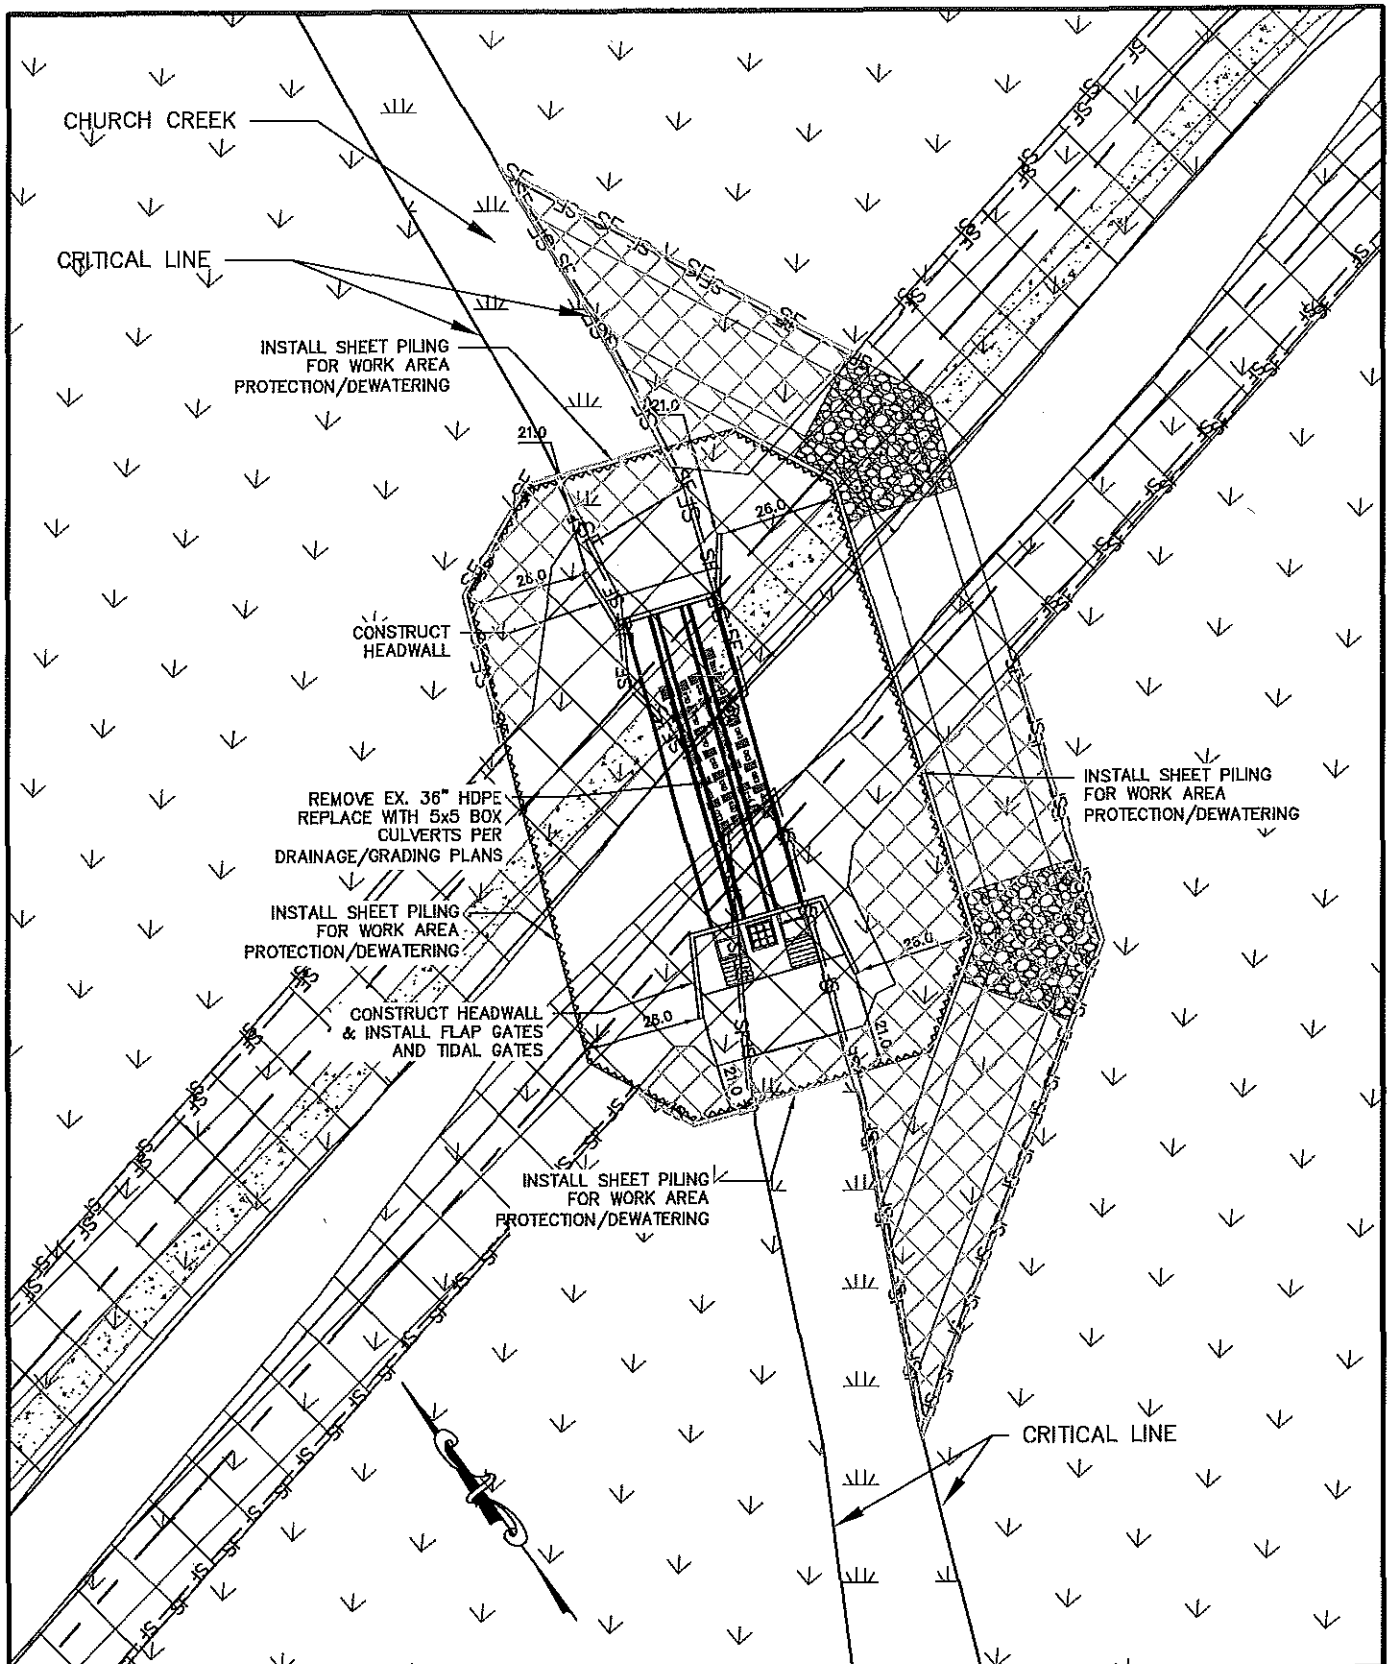 CHURCH CREEK
CRITICAL LINE
INSTALL SHEET PILING
FOR WORK AREA
PROTECTION/DEWATERING
21.0
21.0
26.0
26.0
CONSTRUCT
HEADWALL
REMOVE EX. 36" HDPE
REPLACE WITH 5x5 BOX
CULVERTS PER
DRAINAGE/GRADING PLANS
INSTALL SHEET PILING
FOR WORK AREA
PROTECTION/DEWATERING
INSTALL SHEET PILING
FOR WORK AREA
PROTECTION/DEWATERING
CONSTRUCT HEADWALL
& INSTALL FLAP GATES
AND TIDAL GATES
26.0
26.0
21.0
21.0
INSTALL SHEET PILING
FOR WORK AREA
PROTECTION/DEWATERING
CRITICAL LINE
SF